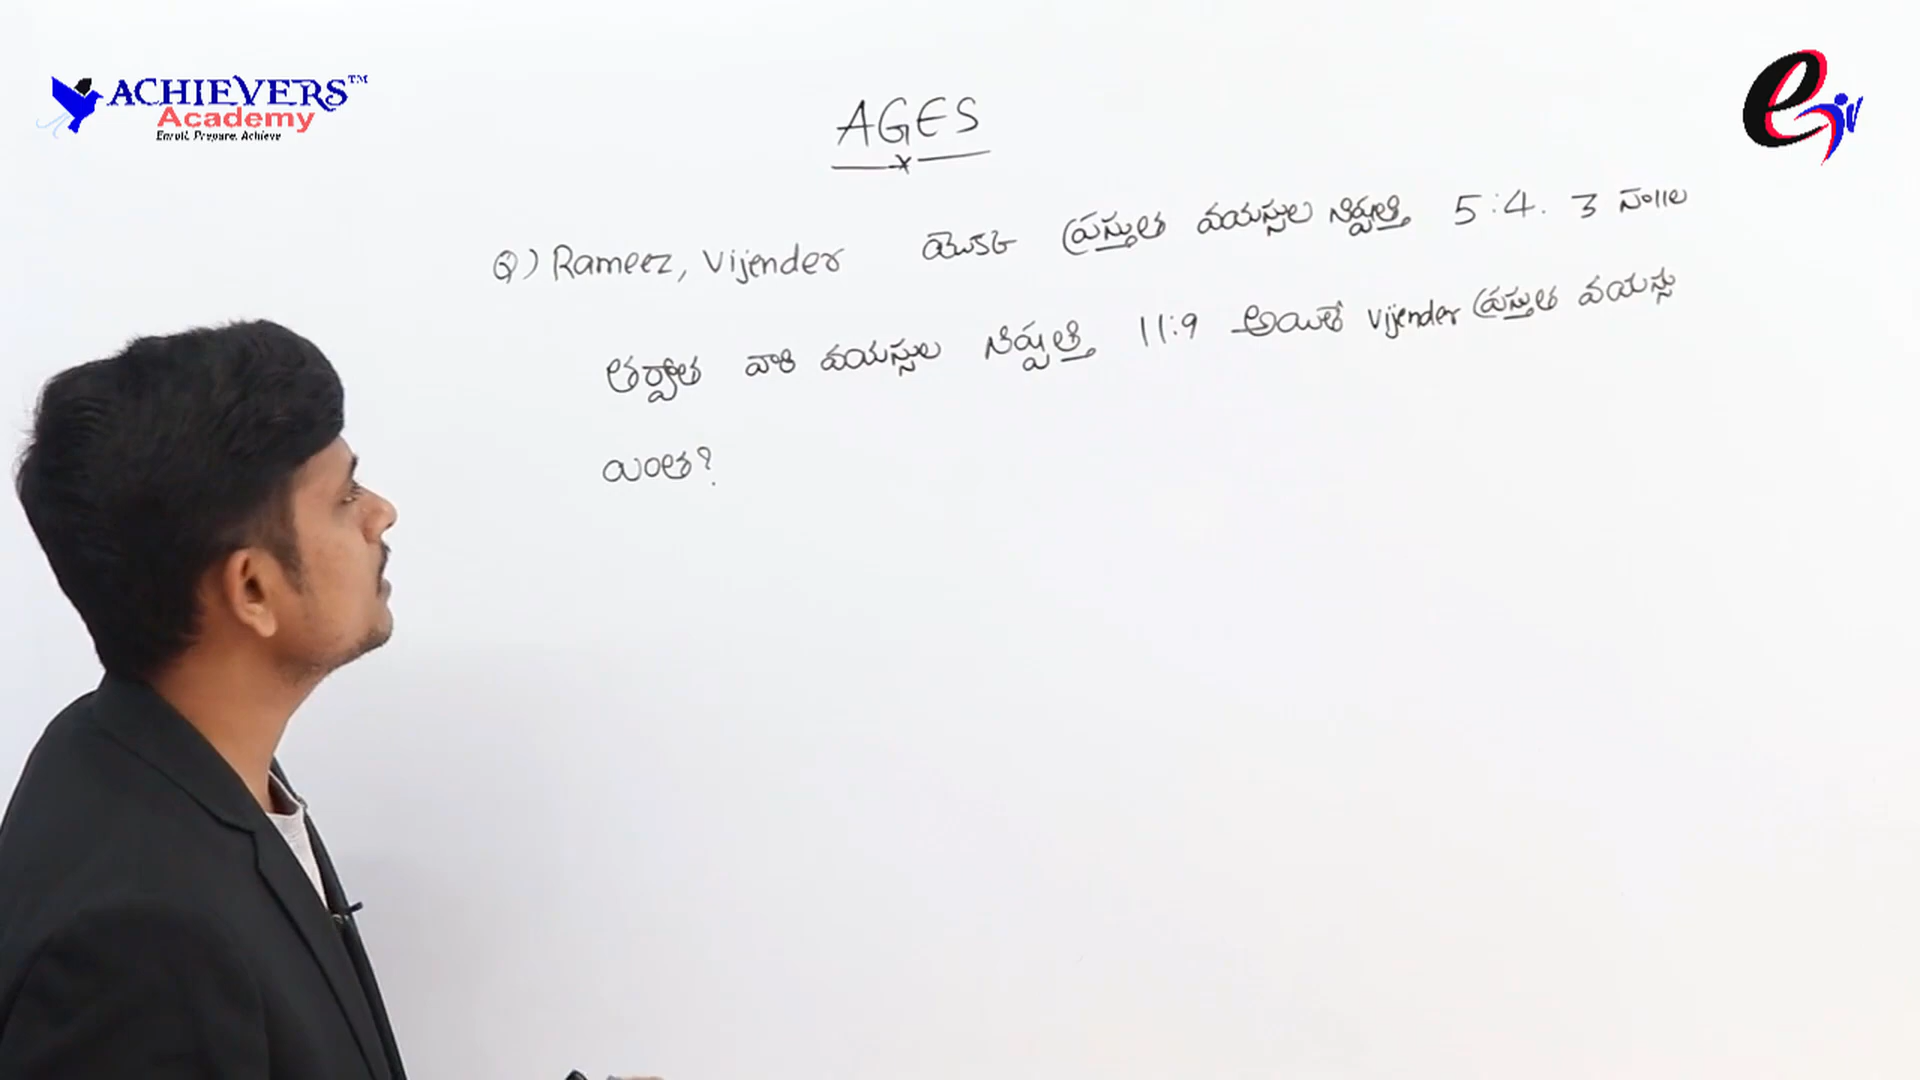 ACHIEVERS™
Academy
Enroll. Prepare. Achieve
AGES
Q) Rameez, Vijender యొక్క ప్రస్తుత వయస్సుల నిష్పత్తి 5:4. 3 సం॥ల
తర్వాత వారి వయస్సుల నిష్పత్తి 11:9 అయితే Vijender ప్రస్తుత వయస్సు
యింత?